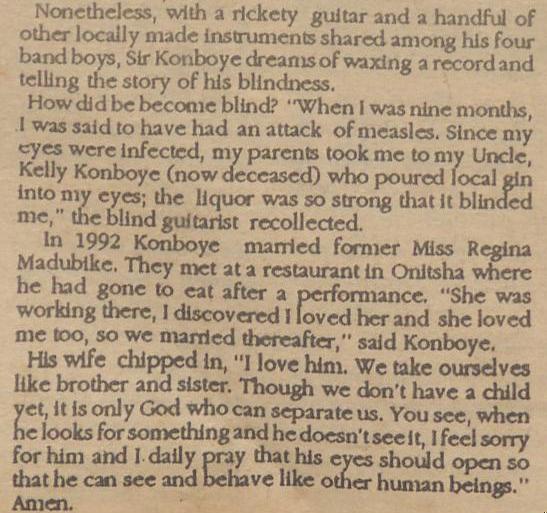 Nonetheless, with a rickety guitar and a handful of
other locally made instruments shared among his four
band boys, Sir Konboye dreams of waxing a record and
telling the story of his blindness.
How did be become blind? "When I was nine months,
I was said to have had an attack of measles. Since my
eyes were infected, my parents took me to my Uncle,
Kelly Konboye (now deceased) who poured local gin
into my eyes; the liquor was so strong that it blinded
me," the blind guitarist recollected.
In 1992 Konboye married former Miss Regina
Madubike. They met at a restaurant in Onitsha where
he had gone to eat after a performance. "She was
working there, I discovered I loved her and she loved
me too, so we married thereafter," said Konboye.
His wife chipped in, "I love him. We take ourselves
like brother and sister. Though we don't have a child
yet, it is only God who can separate us. You see, when
he looks for something and he doesn't see it, I feel sorry
for him and I daily pray that his eyes should open so
that he can see and behave like other human beings."
Amen.